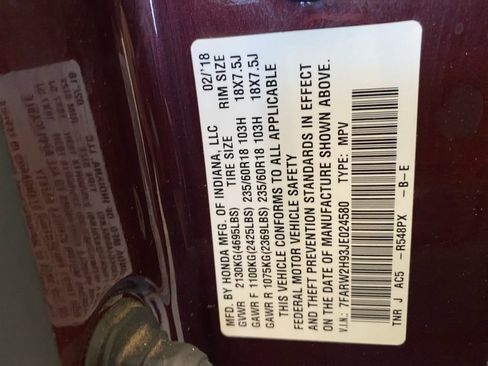 MFD. BY HONDA MFG. OF INDIANA, LLC 02/'18
TIRE SIZE RIM SIZE
GVWR 2130KG(4695LBS)
GAWR F 1100KG(2425LBS) 235/60R18 103H 18X7.5J
GAWR R 1075KG(2369LBS) 235/60R18 103H 18X7.5J
THIS VEHICLE CONFORMS TO ALL APPLICABLE
FEDERAL MOTOR VEHICLE SAFETY
AND THEFT PREVENTION STANDARDS IN EFFECT
ON THE DATE OF MANUFACTURE SHOWN ABOVE.
V.I.N.: 7FARW2H93JE024580 TYPE: MPV
TNR J AC5 -R548PX -B-E